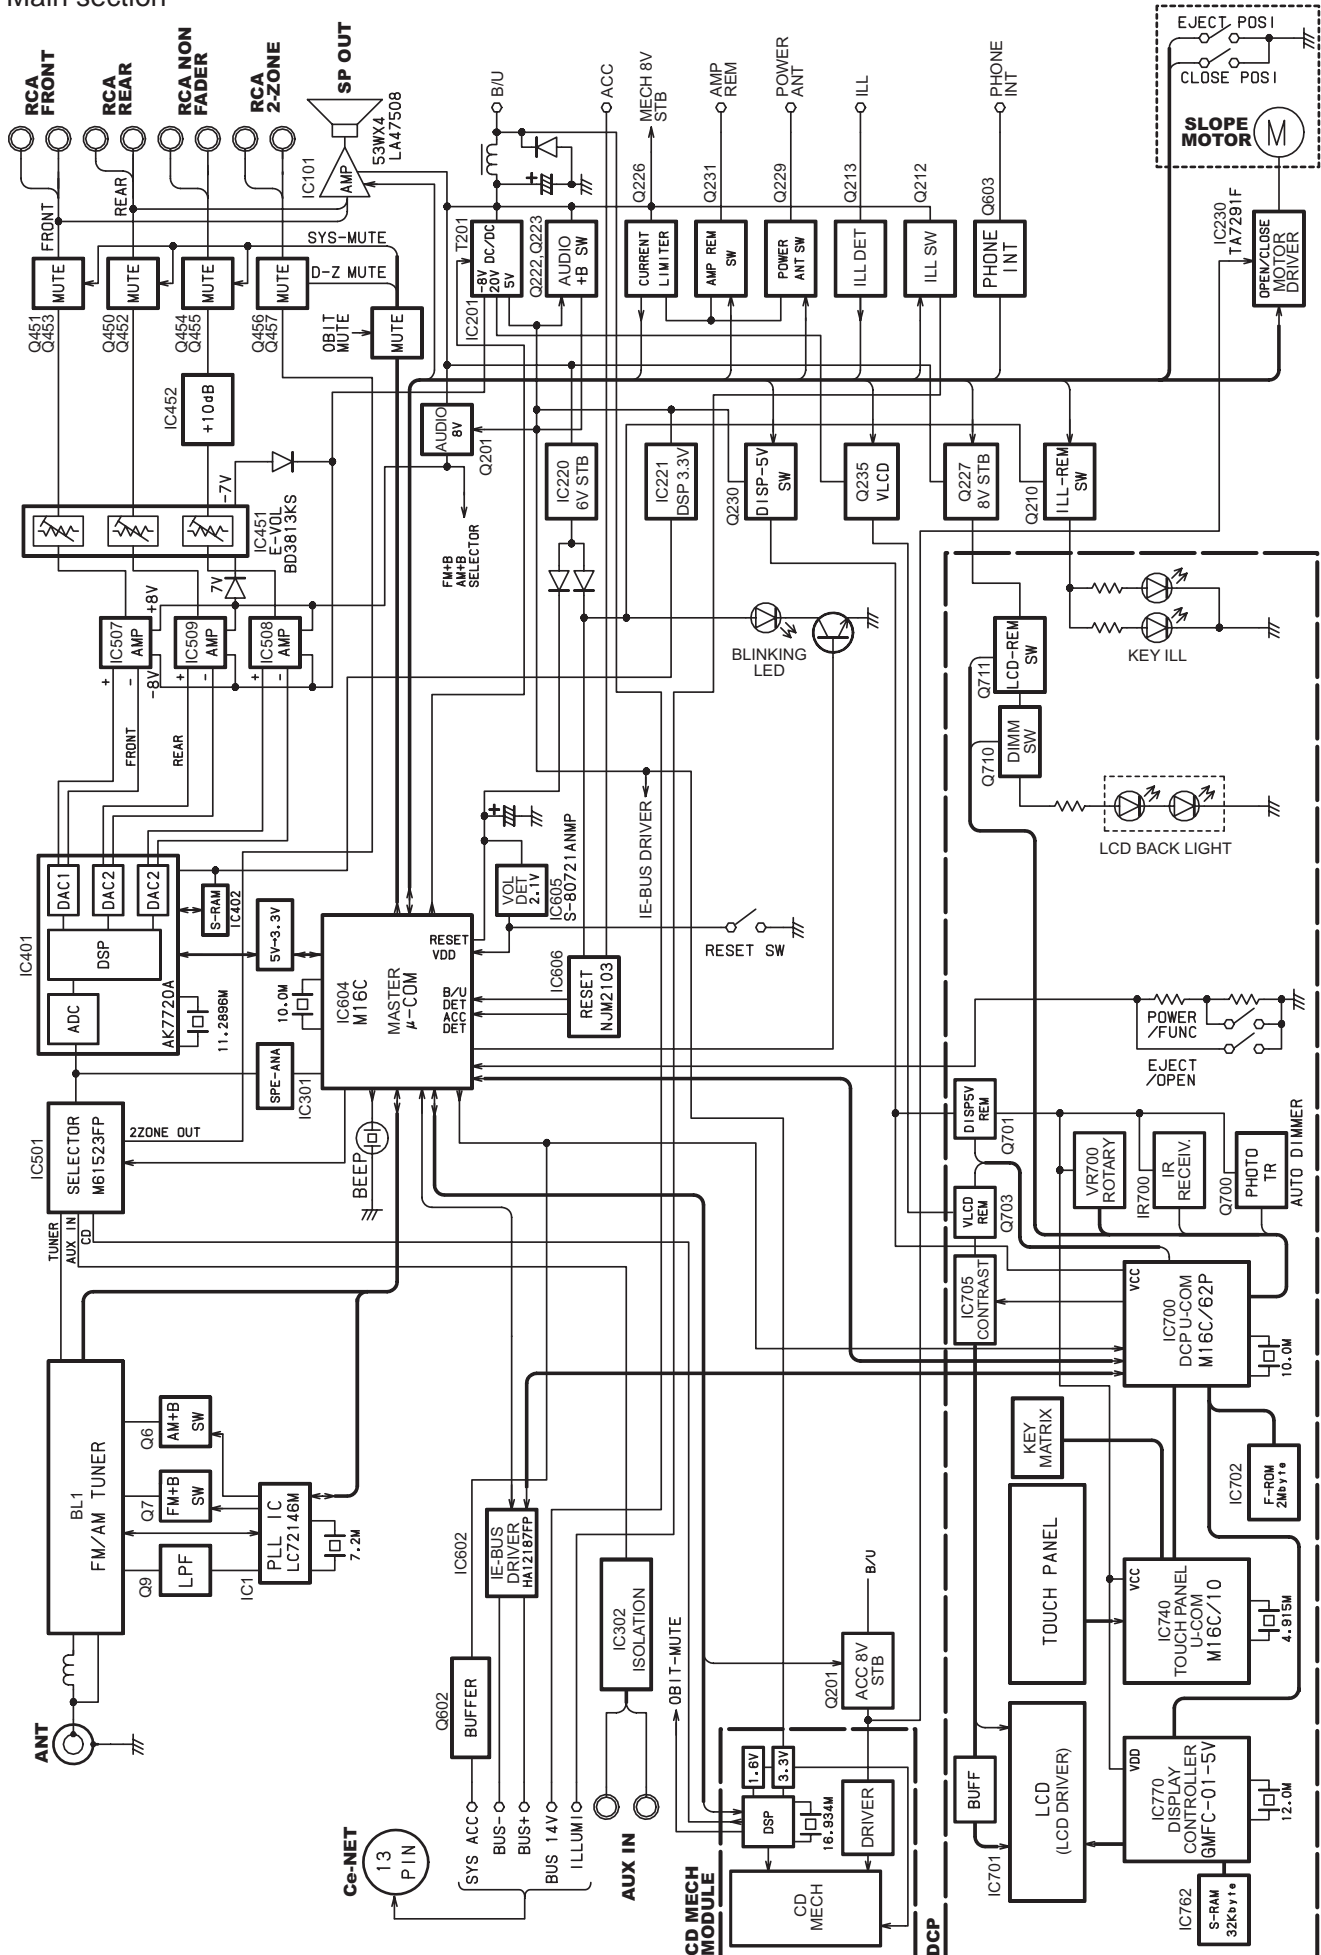 Main section
RCA
FRONT
RCA
REAR
RCA NON
FADER
RCA
2-ZONE
SP OUT
53WX4
LA47508
IC101
AMP
B/U
ACC
MECH 8V
STB
AMP
REM
POWER
ANT
ILL
PHONE
INT
EJECT POSI
CLOSE POSI
SLOPE
MOTOR
M
FRONT
REAR
SYS-MUTE
D-Z MUTE
MUTE
Q451
Q453
MUTE
Q450
Q452
MUTE
Q454
Q455
MUTE
Q456
Q457
OBIT
MUTE
MUTE
T201
IC201
-8V
20V
5V
DC/DC
Q222,Q223
AUDIO
+B SW
Q226
CURRENT
LIMITER
Q231
AMP REM
SW
Q229
POWER
ANT SW
Q213
ILL DET
Q212
ILL SW
Q603
PHONE
INT
IC230
TA7291F
OPEN/CLOSE
MOTOR
DRIVER
IC452
+10dB
-7V
IC451
E-VOL
BD3813KS
AUDIO
8V
Q201
FM+B
AM+B
SELECTOR
IC220
6V STB
IC221
DSP 3.3V
Q230
DISP-5V
SW
Q235
VLCD
Q227
8V STB
Q210
ILL-REM
SW
7V
+8V
-8V
IC507
AMP
IC509
AMP
IC508
AMP
+
-
+
-
+
-
FRONT
REAR
BLINKING
LED
Q711
LCD-REM
SW
Q710
DIMM
SW
KEY ILL
LCD BACK LIGHT
IC401
DAC1
DAC2
DAC2
DSP
ADC
AK7720A
11.2896M
S-RAM
IC402
5V→3.3V
10.0M
IC604
M16C
MASTER
μ-COM
RESET
VDD
B/U
DET
ACC
DET
VOL
DET
2.1V
IC605
S-80721ANMP
IE-BUS DRIVER
RESET SW
IC606
RESET
NJM2103
SPE-ANA
IC301
IC501
SELECTOR
M61523FP
2ZONE OUT
BEEP
TUNER
AUX IN
CD
POWER
/FUNC
EJECT
/OPEN
DISP5V
REM
Q701
VLCD
REM
Q703
VR700
ROTARY
IR700
IR
RECEIV.
Q700
PHOTO
TR
AUTO DIMMER
IC705
CONTRAST
VCC
IC700
DCP U-COM
M16C/62P
10.0M
BL1
FM/AM TUNER
Q6
AM+B
SW
Q7
FM+B
SW
Q9
LPF
IC1
PLL IC
LC72146M
7.2M
ANT
KEY
MATRIX
IC702
F-ROM
2Mbyte
IC602
IE-BUS
DRIVER
HA12187FP
IC302
ISOLATION
TOUCH PANEL
VCC
IC740
TOUCH PANEL
U-COM
M16C/10
4.915M
Q602
BUFFER
OBIT-MUTE
B/U
Q201
ACC 8V
STB
Ce-NET
13
PIN
SYS ACC
BUS-
BUS+
BUS 14V
ILLUMI
AUX IN
CD MECH
MODULE
1.6V
3.3V
DSP
16.934M
DRIVER
CD
MECH
DCP
BUFF
IC701
LCD
(LCD DRIVER)
VDD
IC770
DISPLAY
CONTROLLER
GMFC-01-5V
12.0M
IC762
S-RAM
32Kbyte